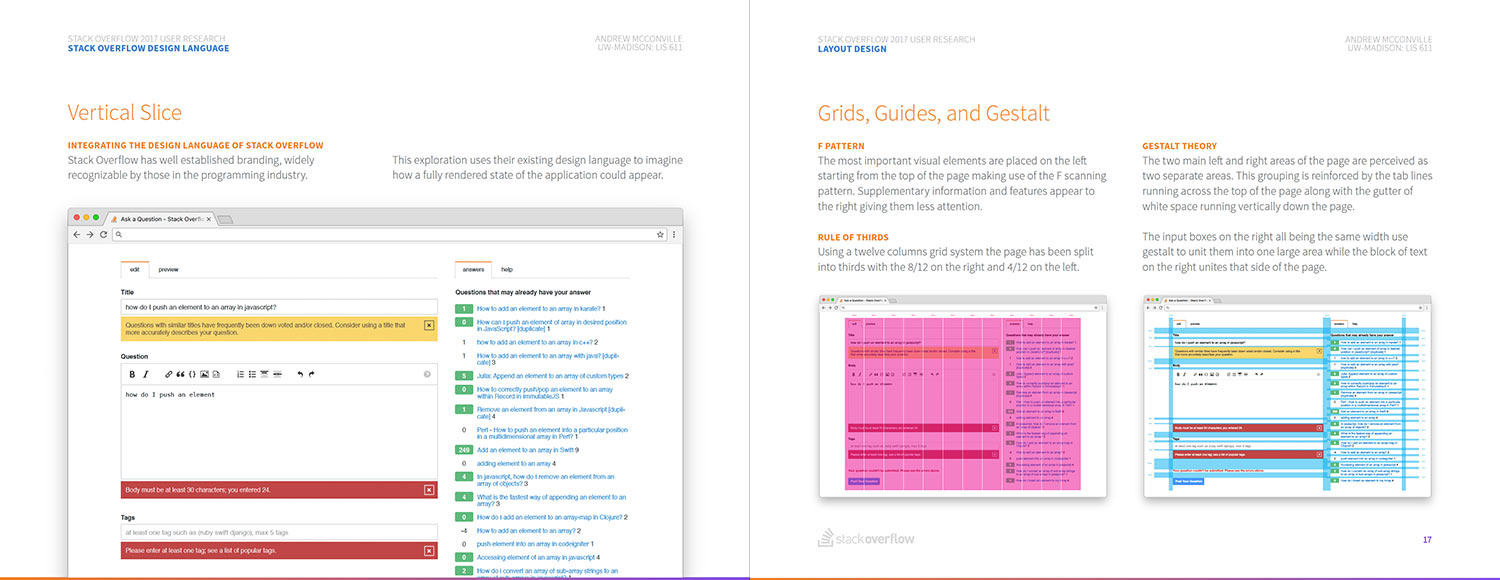 STACK OVERFLOW 2017 USER RESEARCH
STACK OVERFLOW DESIGN LANGUAGE
ANDREW MCCONVILLE
UW-MADISON: LIS 611
Vertical Slice
INTEGRATING THE DESIGN LANGUAGE OF STACK OVERFLOW
Stack Overflow has well established branding, widely
recognizable by those in the programming industry.
This exploration uses their existing design language to imagine
how a fully rendered state of the application could appear.
Ask a Question - Stack Overfl
edit preview
Title
how do I push an element to an array in javascript?
Questions with similar titles have frequently been down voted and/or closed. Consider using a title that
more accurately describes your question.
Question
B I
how do I push an element
Body must be at least 30 characters; you entered 24.
Tags
at least one tag such as (ruby swift django), max 5 tags
Please enter at least one tag; see a list of popular tags.
answers help
Questions that may already have your answer
1 How to add an element to an array in karate? 2
0 How can I push an element of array in desired position
in JavaScript? [duplicate] 1
1 how to add an element to an array in c++? 2
1 How to add an element to an array with java? [dupli-
cate] 3
5 Julia: Append an element to an array of custom types 2
0 How to correctly push/pop an element to an array
within Record in ImmutableJS 1
1 Remove an element from an array in Javascript [dupli-
cate] 4
0 Perl - How to push an element into a particular position
in a multidimensional array in Perl? 1
249 Add an element to an array in Swift 9
0 adding element to an array 4
4 In javascript, how do I remove an element from an
array of objects? 3
4 What is the fastest way of appending an element to an
array? 3
0 How do I add an element to an array-map in Clojure? 2
-4 How to add an element to an array? 2
0 push element into an array in codeigniter 1
0 Accessing element of an array in javascript 4
2 How do I convert an array of sub-array strings to an
STACK OVERFLOW 2017 USER RESEARCH
LAYOUT DESIGN
ANDREW MCCONVILLE
UW-MADISON: LIS 611
Grids, Guides, and Gestalt
F PATTERN
The most important visual elements are placed on the left
starting from the top of the page making use of the F scanning
pattern. Supplementary information and features appear to
the right giving them less attention.
RULE OF THIRDS
Using a twelve columns grid system the page has been split
into thirds with the 8/12 on the right and 4/12 on the left.
GESTALT THEORY
The two main left and right areas of the page are perceived as
two separate areas. This grouping is reinforced by the tab lines
running across the top of the page along with the gutter of
white space running vertically down the page.
The input boxes on the right all being the same width use
gestalt to unit them into one large area while the block of text
on the right unites that side of the page.
stackoverflow
17